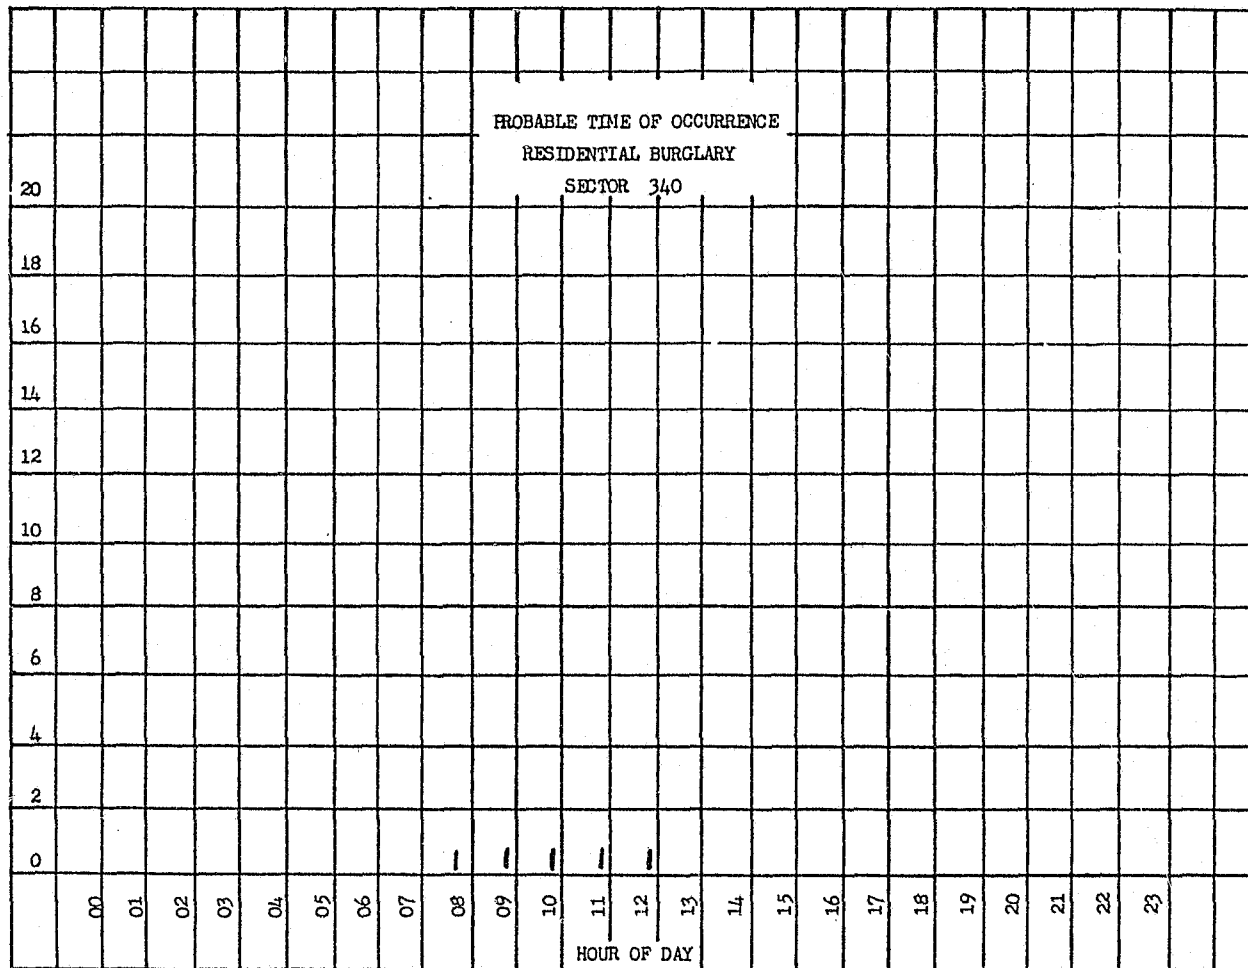 PROBABLE TIME OF OCCURRENCE
RESIDENTIAL BURGLARY
SECTOR 340
20
18
16
14
12
10
8
6
4
2
0
00 01 02 03 04 05 06 07 08 09 10 11 12 13 14 15 16 17 18 19 20 21 22 23
HOUR OF DAY